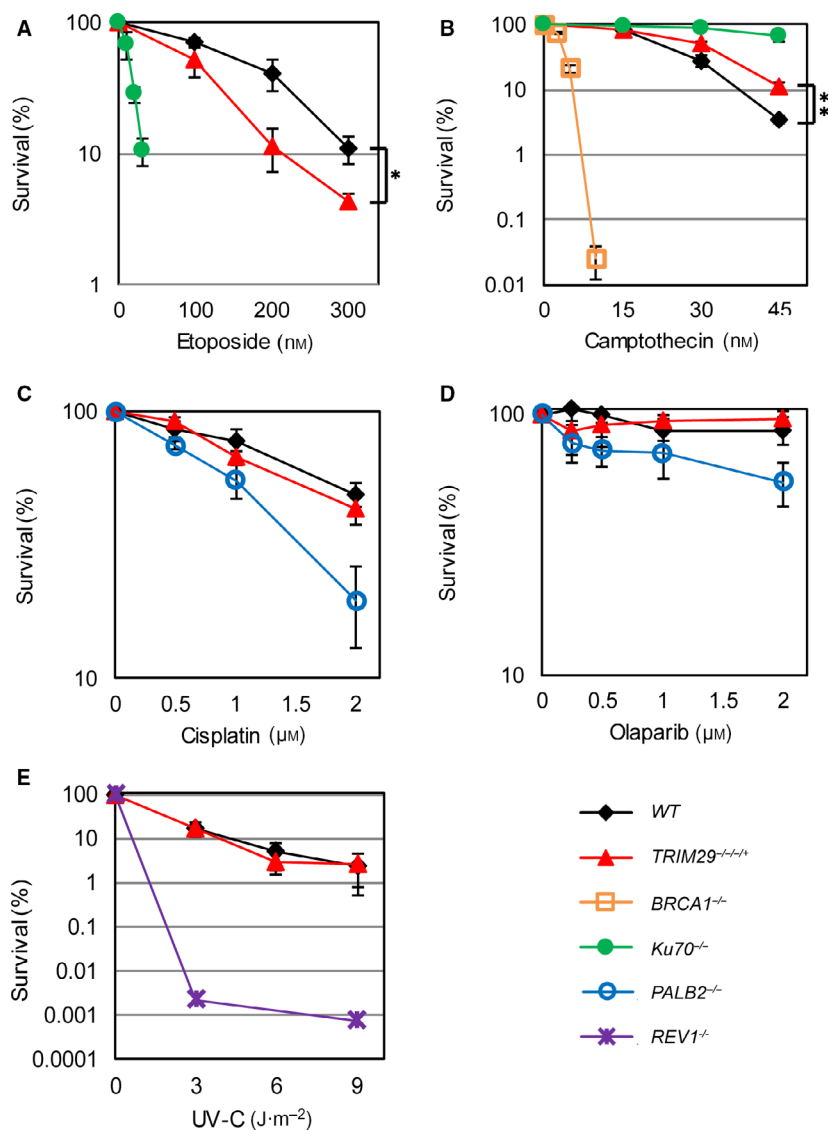 A
Survival (%)
100
10
1
0 100 200 300
Etoposide (nM)
*
B
Survival (%)
100
10
1
0.1
0.01
0 15 30 45
Camptothecin (nM)
**
C
Survival (%)
100
10
0 0.5 1 1.5 2
Cisplatin (µM)
D
Survival (%)
100
10
0 0.5 1 1.5 2
Olaparib (µM)
E
Survival (%)
100
10
1
0.1
0.01
0.001
0.0001
0 3 6 9
UV-C (J·m⁻²)
WT
TRIM29⁻/⁻/⁻/⁺
BRCA1⁻/⁻
Ku70⁻/⁻
PALB2⁻/⁻
REV1⁻/⁻